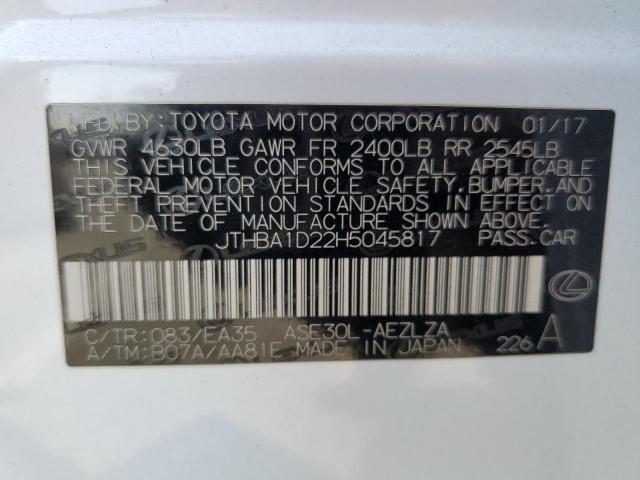 MFD BY:TOYOTA MOTOR CORPORATION 01/17
GVWR 4630LB GAWR FR 2400LB RR 2545LB
THIS VEHICLE CONFORMS TO ALL APPLICABLE
FEDERAL MOTOR VEHICLE SAFETY,BUMPER,AND
THEFT PREVENTION STANDARDS IN EFFECT ON
THE DATE OF MANUFACTURE SHOWN ABOVE.
JTHBA1D22H5045817 PASS.CAR
C/TR:083/EA35 ASE30L-AEZLZA
A/TM:B07A/AA81E MADE IN JAPAN 226 A